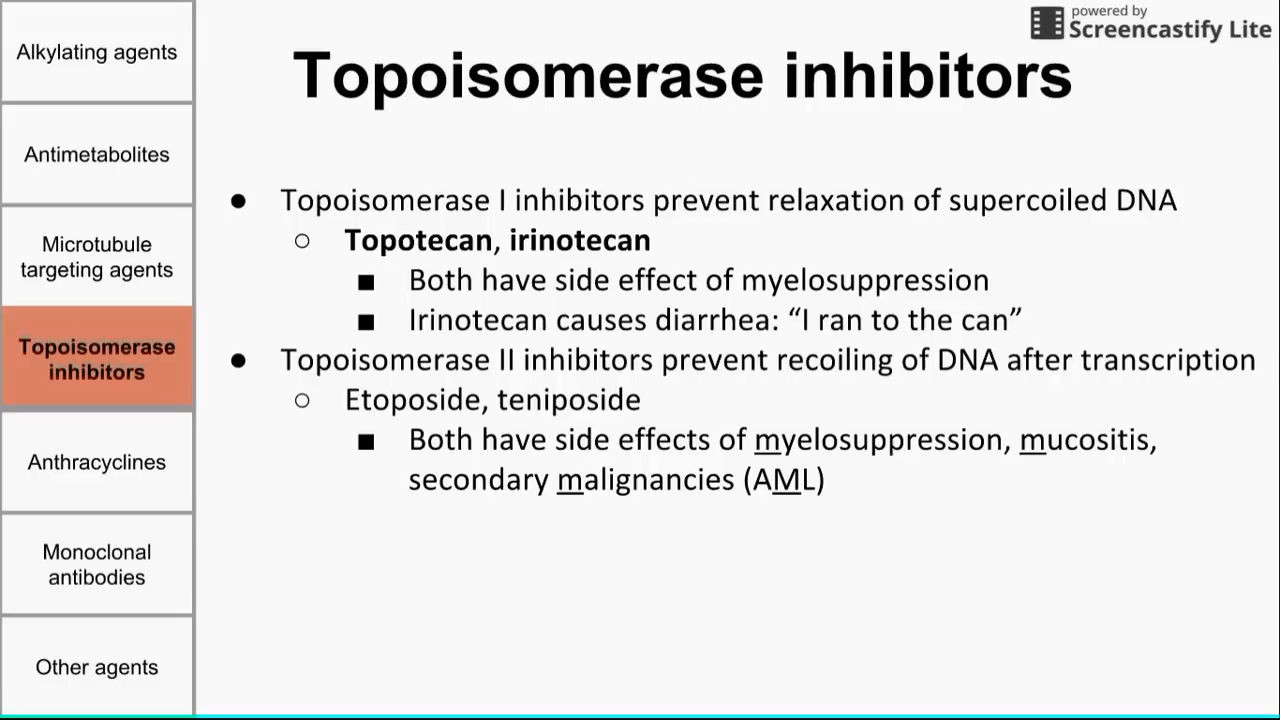 powered by
Screencastify Lite
Alkylating agents
Antimetabolites
Microtubule
targeting agents
Topoisomerase
inhibitors
Anthracyclines
Monoclonal
antibodies
Other agents
Topoisomerase inhibitors
● Topoisomerase I inhibitors prevent relaxation of supercoiled DNA
○ Topotecan, irinotecan
■ Both have side effect of myelosuppression
■ Irinotecan causes diarrhea: “I ran to the can”
● Topoisomerase II inhibitors prevent recoiling of DNA after transcription
○ Etoposide, teniposide
■ Both have side effects of myelosuppression, mucositis,
secondary malignancies (AML)